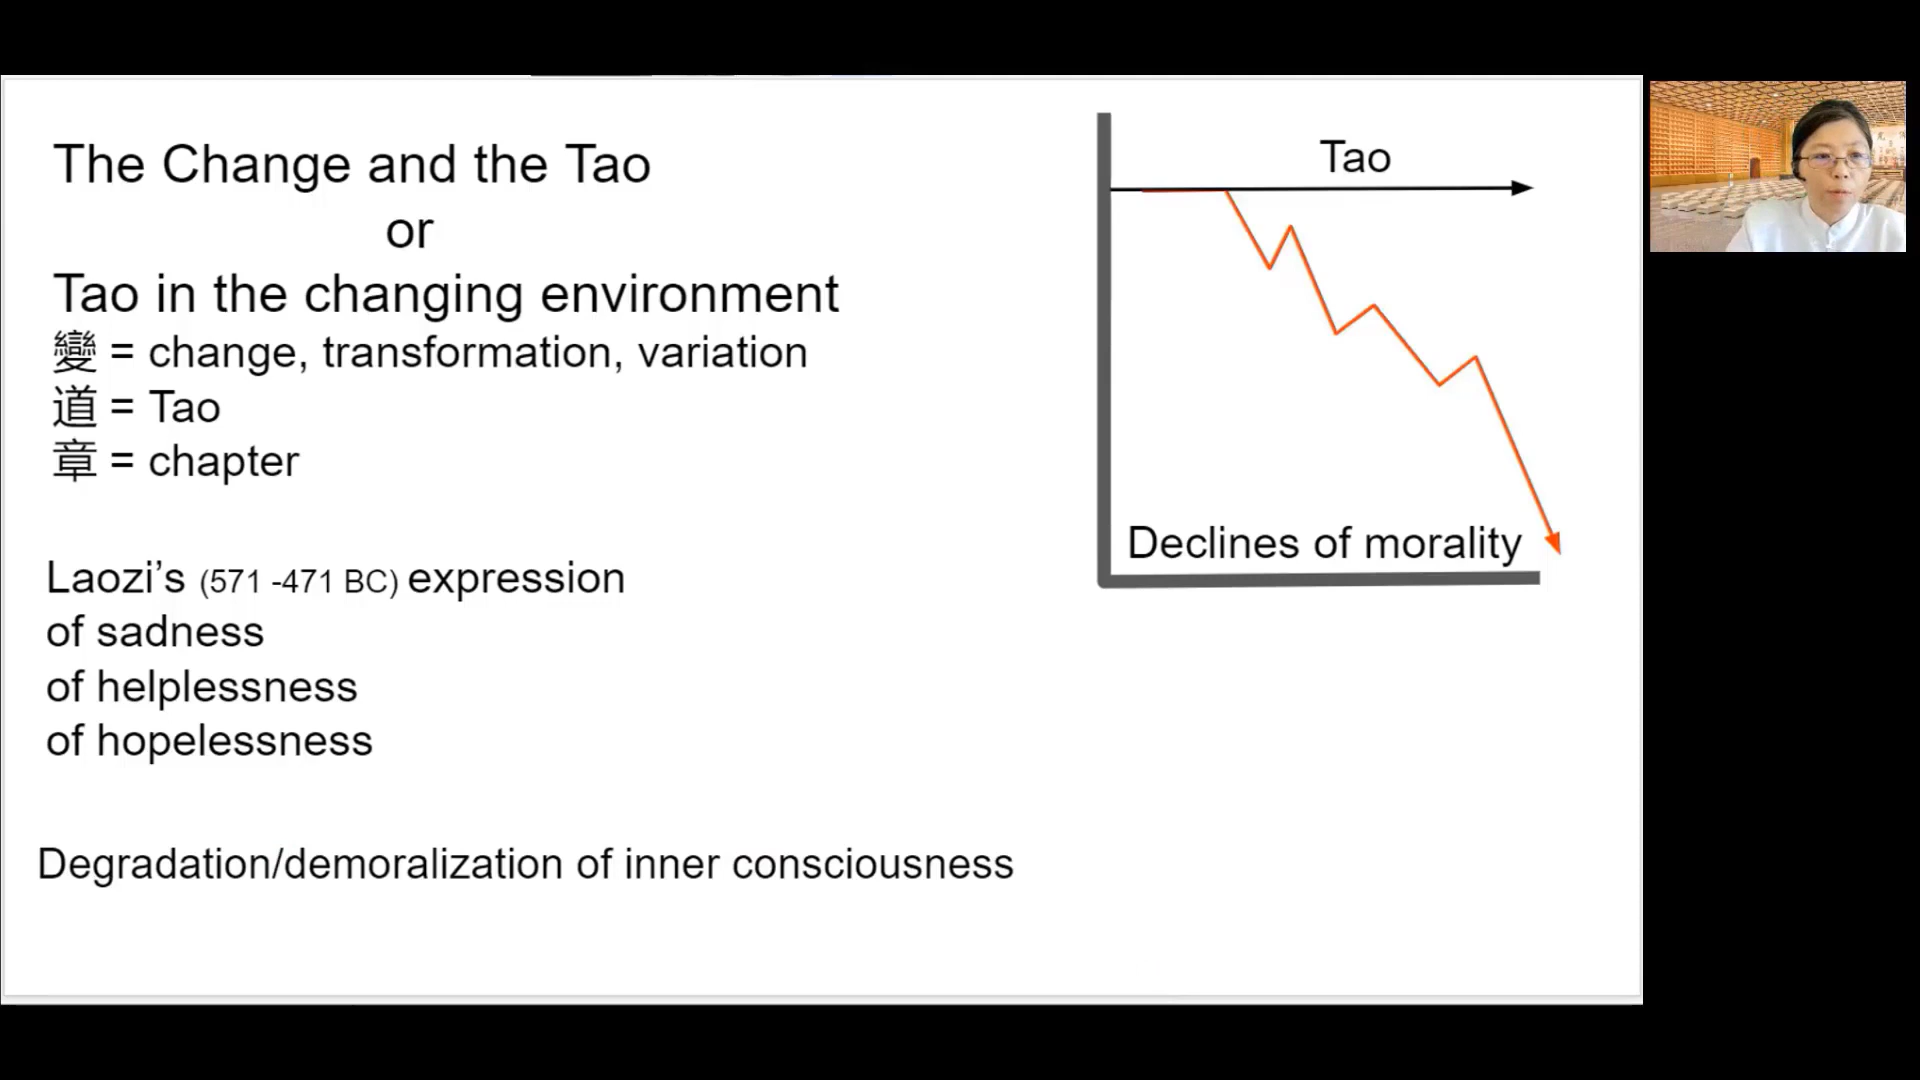 The Change and the Tao
or
Tao in the changing environment
變 = change, transformation, variation
道 = Tao
章 = chapter
Laozi’s (571 -471 BC) expression
of sadness
of helplessness
of hopelessness
Degradation/demoralization of inner consciousness
Tao
Declines of morality